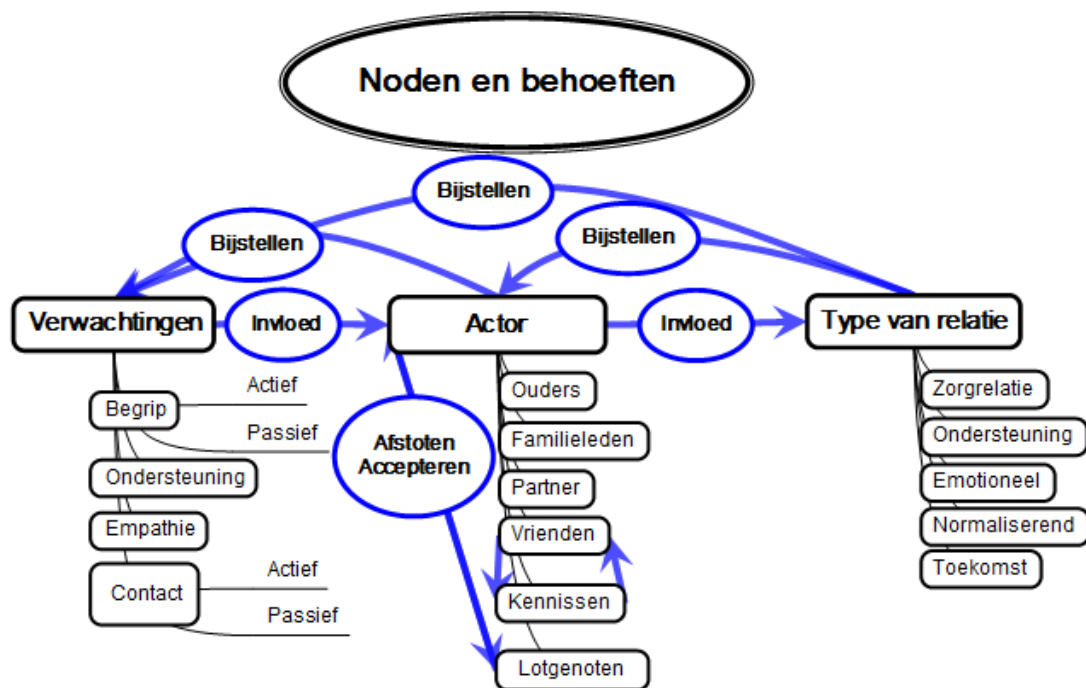 Noden en behoeften
Bijstellen
Bijstellen
Bijstellen
Verwachtingen
Invloed
Actor
Invloed
Type van relatie
Begrip
Actief
Passief
Ondersteuning
Empathie
Contact
Actief
Passief
Afstoten
Accepteren
Ouders
Familieleden
Partner
Vrienden
Kennissen
Lotgenoten
Zorgrelatie
Ondersteuning
Emotioneel
Normaliserend
Toekomst